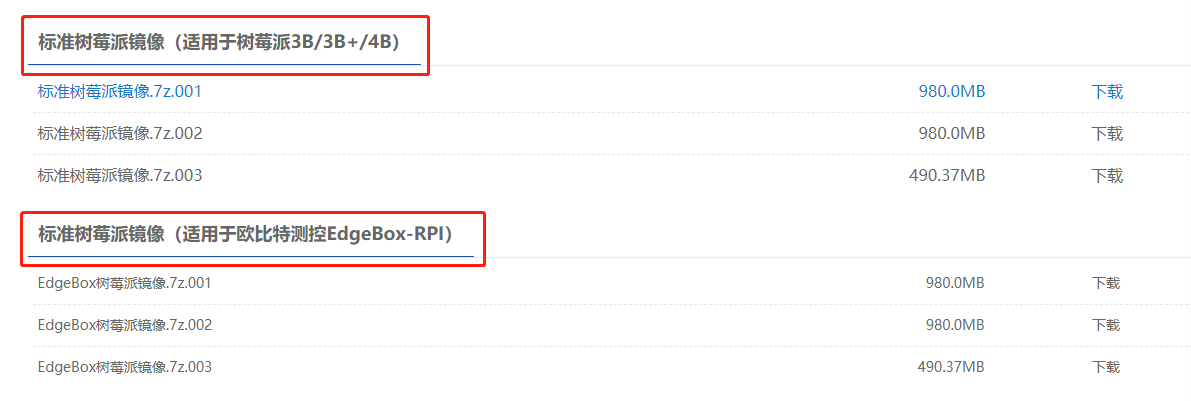 标准树莓派镜像（适用于树莓派3B/3B+/4B）
标准树莓派镜像.7z.001 980.0MB 下载
标准树莓派镜像.7z.002 980.0MB 下载
标准树莓派镜像.7z.003 490.37MB 下载
标准树莓派镜像（适用于欧比特测控EdgeBox-RPI）
EdgeBox树莓派镜像.7z.001 980.0MB 下载
EdgeBox树莓派镜像.7z.002 980.0MB 下载
EdgeBox树莓派镜像.7z.003 490.37MB 下载